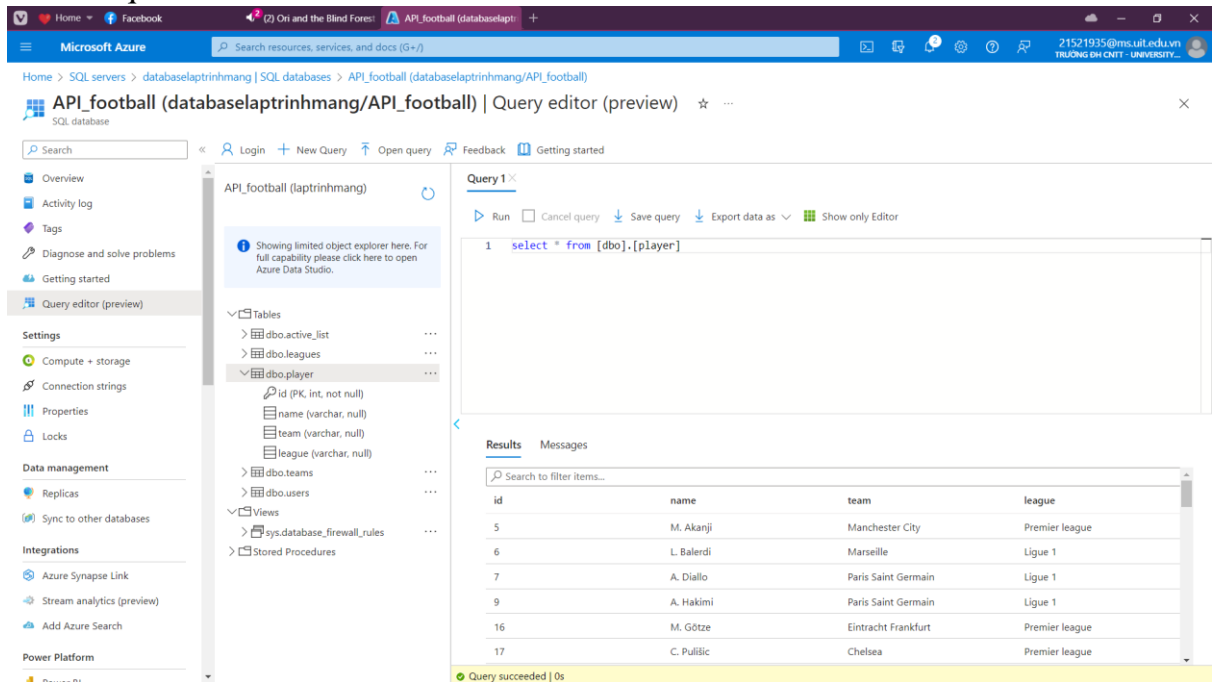 Home
Facebook
(2) Ori and the Blind Forest
API_football (databaselaptr
Microsoft Azure
Search resources, services, and docs (G+/)
2
21521935@ms.uit.edu.vn
TRƯỜNG ĐH CNTT - UNIVERSITY...
Home > SQL servers > databaselaptrinhmang | SQL databases > API_football (databaselaptrinhmang/API_football)
API_football (databaselaptrinhmang/API_football) | Query editor (preview)
SQL database
Search
Login
New Query
Open query
Feedback
Getting started
Overview
Activity log
Tags
Diagnose and solve problems
Getting started
Query editor (preview)
Settings
Compute + storage
Connection strings
Properties
Locks
Data management
Replicas
Sync to other databases
Integrations
Azure Synapse Link
Stream analytics (preview)
Add Azure Search
Power Platform
API_football (laptrinhmang)
Showing limited object explorer here. For
full capability please click here to open
Azure Data Studio.
Tables
dbo.active_list
dbo.leagues
dbo.player
id (PK, int, not null)
name (varchar, null)
team (varchar, null)
league (varchar, null)
dbo.teams
dbo.users
Views
sys.database_firewall_rules
Stored Procedures
Query 1
Run
Cancel query
Save query
Export data as
Show only Editor
1 select * from [dbo].[player]
Results Messages
Search to filter items...
id name team league
5 M. Akanji Manchester City Premier league
6 L. Balerdi Marseille Ligue 1
7 A. Diallo Paris Saint Germain Ligue 1
9 A. Hakimi Paris Saint Germain Ligue 1
16 M. Götze Eintracht Frankfurt Premier league
17 C. Pulišic Chelsea Premier league
Query succeeded | 0s